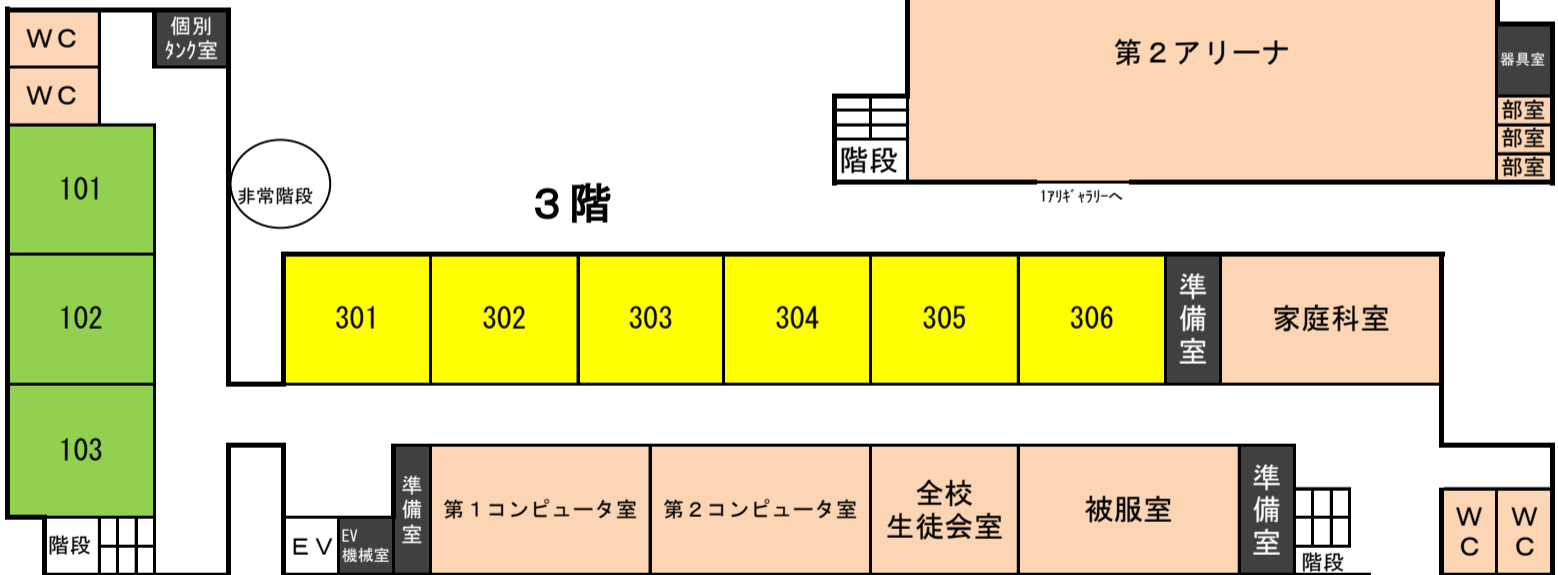 ＷＣ
個別
ﾀﾝｸ室
ＷＣ
第２アリーナ
器具室
部室
部室
部室
階段
1ｱﾘｷﾞｬﾗﾘｰへ
101
非常階段
３階
102
301
302
303
304
305
306
準備室
家庭科室
103
階段
ＥＶ
EV
機械室
準備室
第１コンピュータ室
第２コンピュータ室
全校
生徒会室
被服室
準備室
階段
ＷＣ
ＷＣ